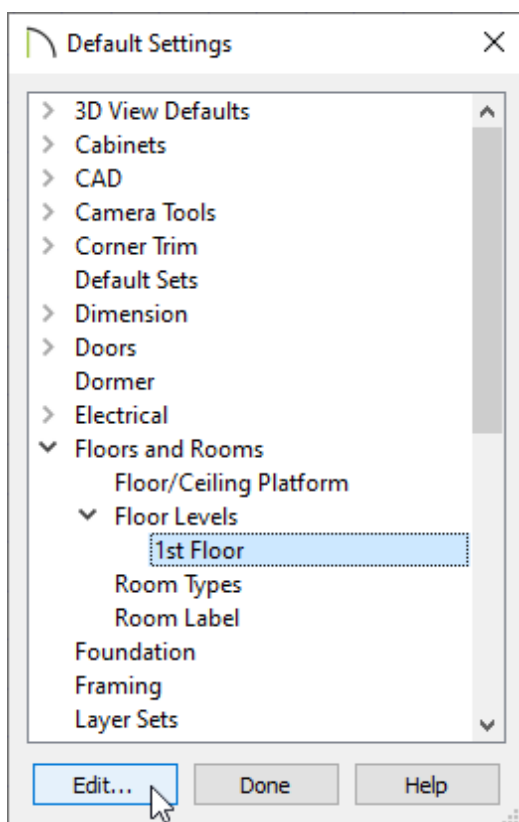 Default Settings
3D View Defaults
Cabinets
CAD
Camera Tools
Corner Trim
Default Sets
Dimension
Doors
Dormer
Electrical
Floors and Rooms
Floor/Ceiling Platform
Floor Levels
1st Floor
Room Types
Room Label
Foundation
Framing
Layer Sets
Edit... Done Help